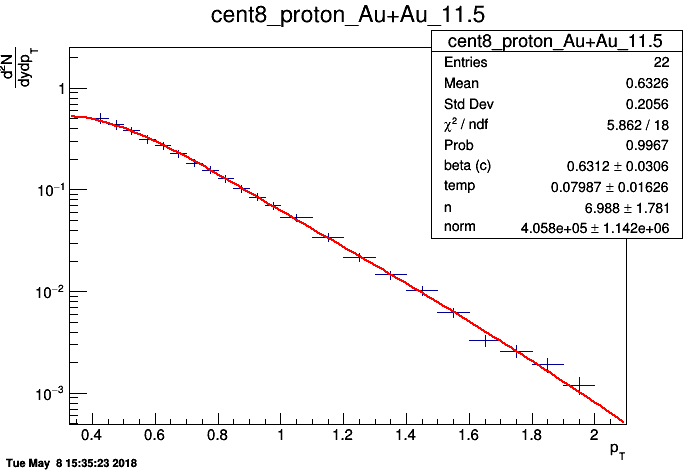 cent8_proton_Au+Au_11.5
cent8_proton_Au+Au_11.5
Entries 22
Mean 0.6326
Std Dev 0.2056
χ² / ndf 5.862 / 18
Prob 0.9967
beta (c) 0.6312 ± 0.0306
temp 0.07987 ± 0.01626
n 6.988 ± 1.781
norm 4.058e+05 ± 1.142e+06
d²N
dydp_T
1
10⁻¹
10⁻²
10⁻³
0.4 0.6 0.8 1 1.2 1.4 1.6 1.8 2
p_T
Tue May 8 15:35:23 2018